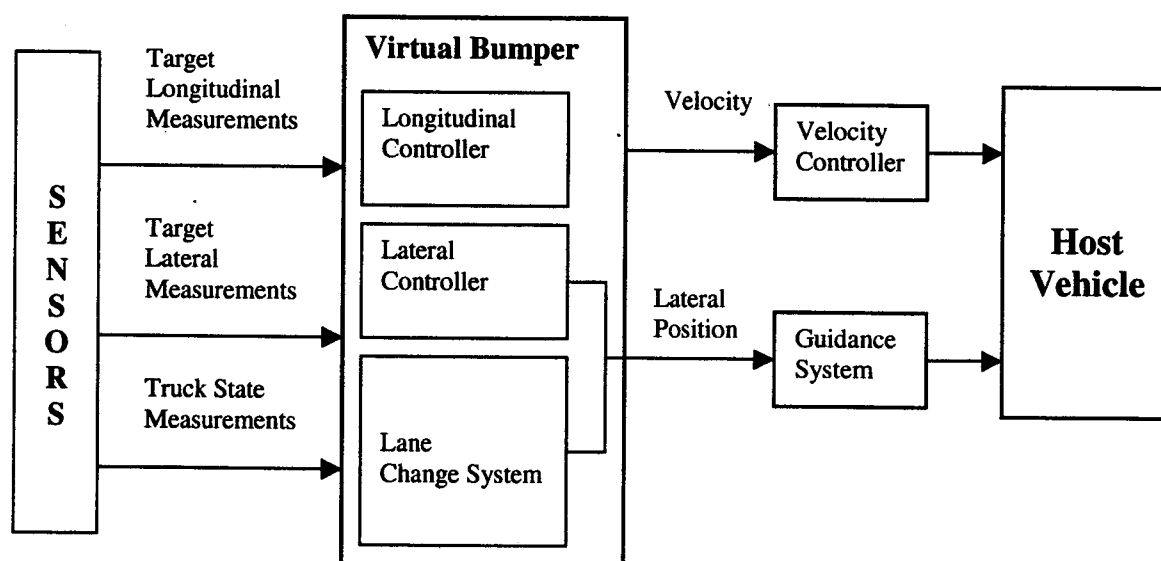 SENSORS
Target
Longitudinal
Measurements
Target
Lateral
Measurements
Truck State
Measurements
Virtual Bumper
Longitudinal
Controller
Lateral
Controller
Lane
Change System
Velocity
Lateral
Position
Velocity
Controller
Guidance
System
Host
Vehicle